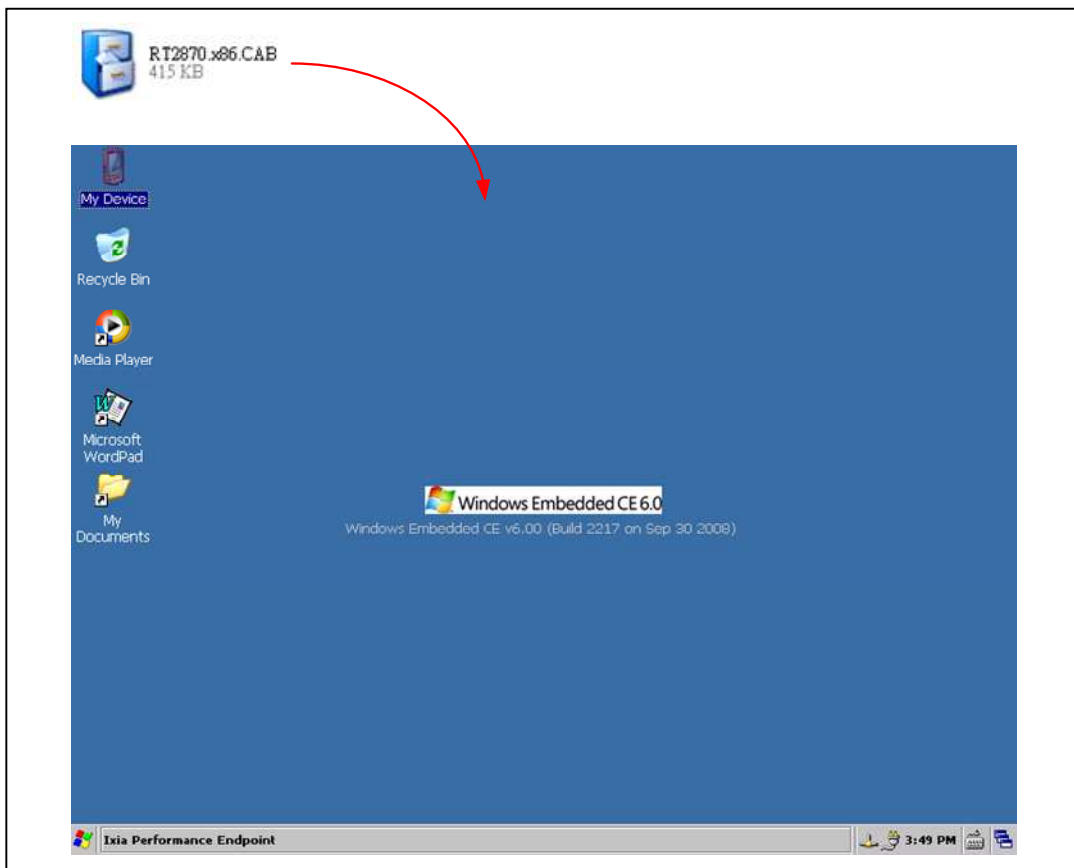 RT2870.x86.CAB
415 KB
My Device
Recycle Bin
Media Player
Microsoft
WordPad
My
Documents
Windows Embedded CE 6.0
Windows Embedded CE v6.00 (Build 2217 on Sep 30 2008)
Ixia Performance Endpoint
3:49 PM